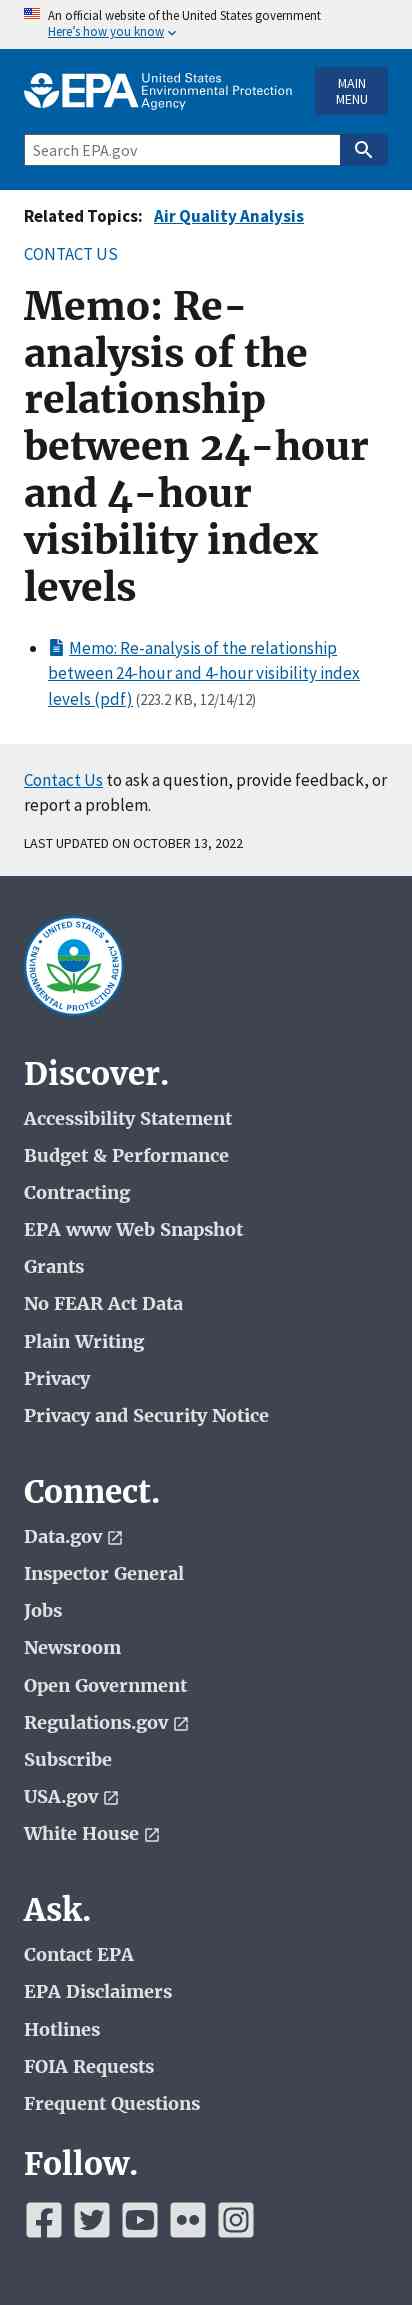 An official website of the United States government
Here's how you know
EPA United States
Environmental Protection
Agency
MAIN
MENU
Search EPA.gov
Related Topics: Air Quality Analysis
CONTACT US
Memo: Re-
analysis of the
relationship
between 24-hour
and 4-hour
visibility index
levels
• Memo: Re-analysis of the relationship
between 24-hour and 4-hour visibility index
levels (pdf) (223.2 KB, 12/14/12)
Contact Us to ask a question, provide feedback, or
report a problem.
LAST UPDATED ON OCTOBER 13, 2022
UNITED STATES
ENVIRONMENTAL PROTECTION AGENCY
Discover.
Accessibility Statement
Budget & Performance
Contracting
EPA www Web Snapshot
Grants
No FEAR Act Data
Plain Writing
Privacy
Privacy and Security Notice
Connect.
Data.gov
Inspector General
Jobs
Newsroom
Open Government
Regulations.gov
Subscribe
USA.gov
White House
Ask.
Contact EPA
EPA Disclaimers
Hotlines
FOIA Requests
Frequent Questions
Follow.